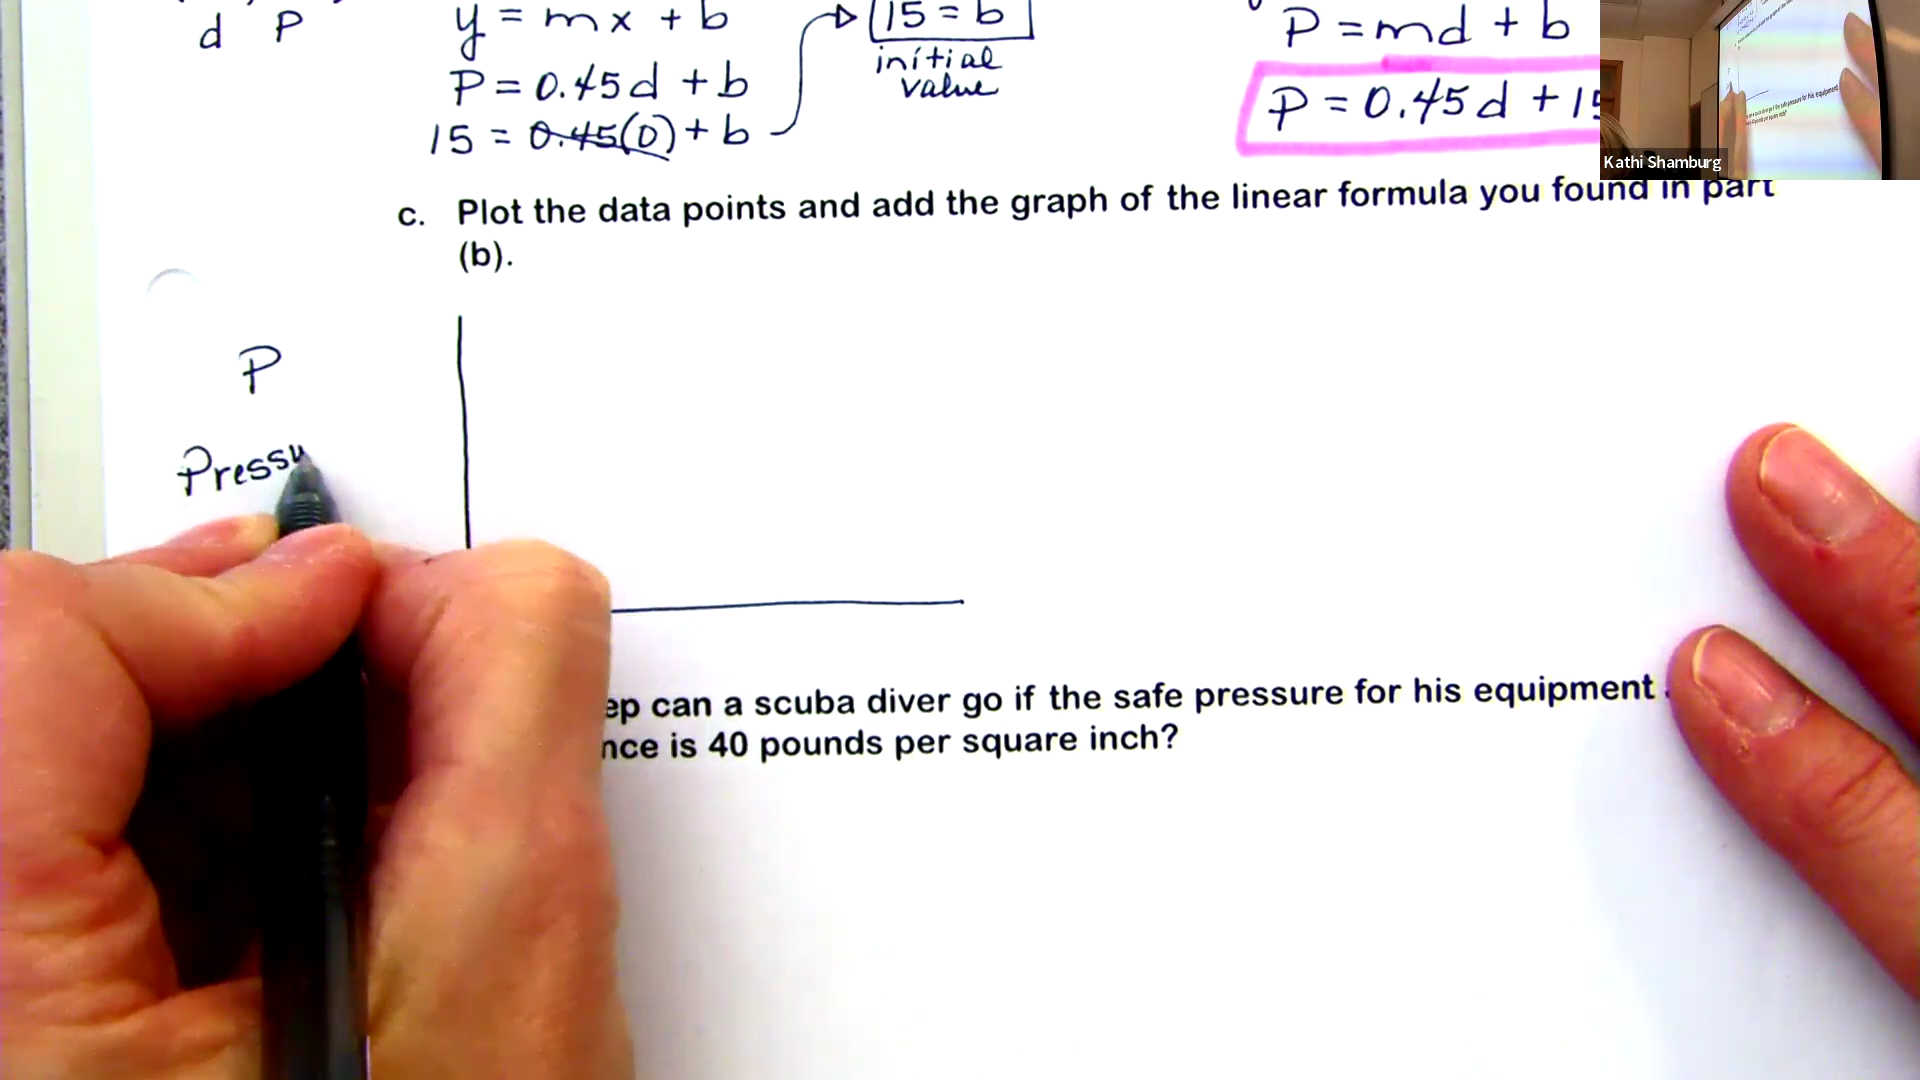 d P
y = mx + b
P = 0.45d + b
15 = 0.45(0) + b
15 = b
initial
value
P = md + b
P = 0.45d + 15
Kathi Shamburg
c. Plot the data points and add the graph of the linear formula you found in part
(b).
P
Pressu
ep can a scuba diver go if the safe pressure for his equipment
nce is 40 pounds per square inch?